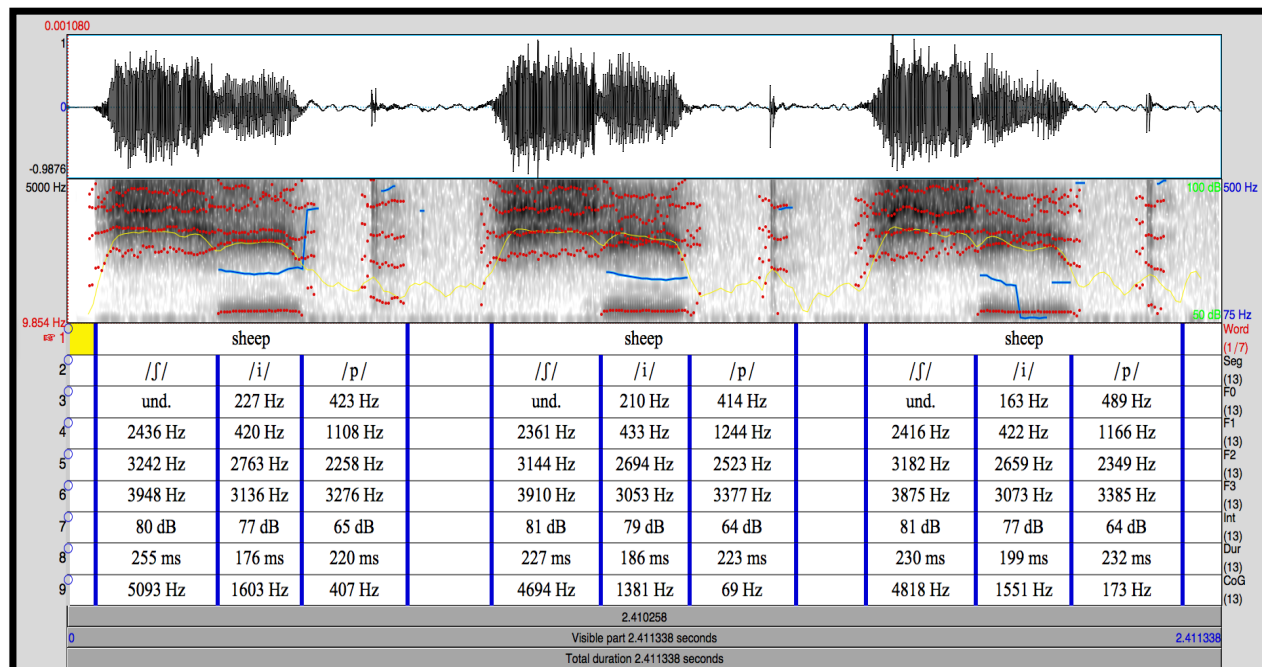 0.001080
1
0
-0.9876
5000 Hz 100 dB 500 Hz
9.854 Hz 50 dB 75 Hz
☞ 1 sheep sheep sheep Word (1/7)
2 /ʃ/ /i/ /p/ /ʃ/ /i/ /p/ /ʃ/ /i/ /p/ Seg (13)
3 und. 227 Hz 423 Hz und. 210 Hz 414 Hz und. 163 Hz 489 Hz F0 (13)
4 2436 Hz 420 Hz 1108 Hz 2361 Hz 433 Hz 1244 Hz 2416 Hz 422 Hz 1166 Hz F1 (13)
5 3242 Hz 2763 Hz 2258 Hz 3144 Hz 2694 Hz 2523 Hz 3182 Hz 2659 Hz 2349 Hz F2 (13)
6 3948 Hz 3136 Hz 3276 Hz 3910 Hz 3053 Hz 3377 Hz 3875 Hz 3073 Hz 3385 Hz F3 (13)
7 80 dB 77 dB 65 dB 81 dB 79 dB 64 dB 81 dB 77 dB 64 dB Int (13)
8 255 ms 176 ms 220 ms 227 ms 186 ms 223 ms 230 ms 199 ms 232 ms Dur (13)
9 5093 Hz 1603 Hz 407 Hz 4694 Hz 1381 Hz 69 Hz 4818 Hz 1551 Hz 173 Hz CoG (13)
2.410258
0 Visible part 2.411338 seconds 2.411338
Total duration 2.411338 seconds